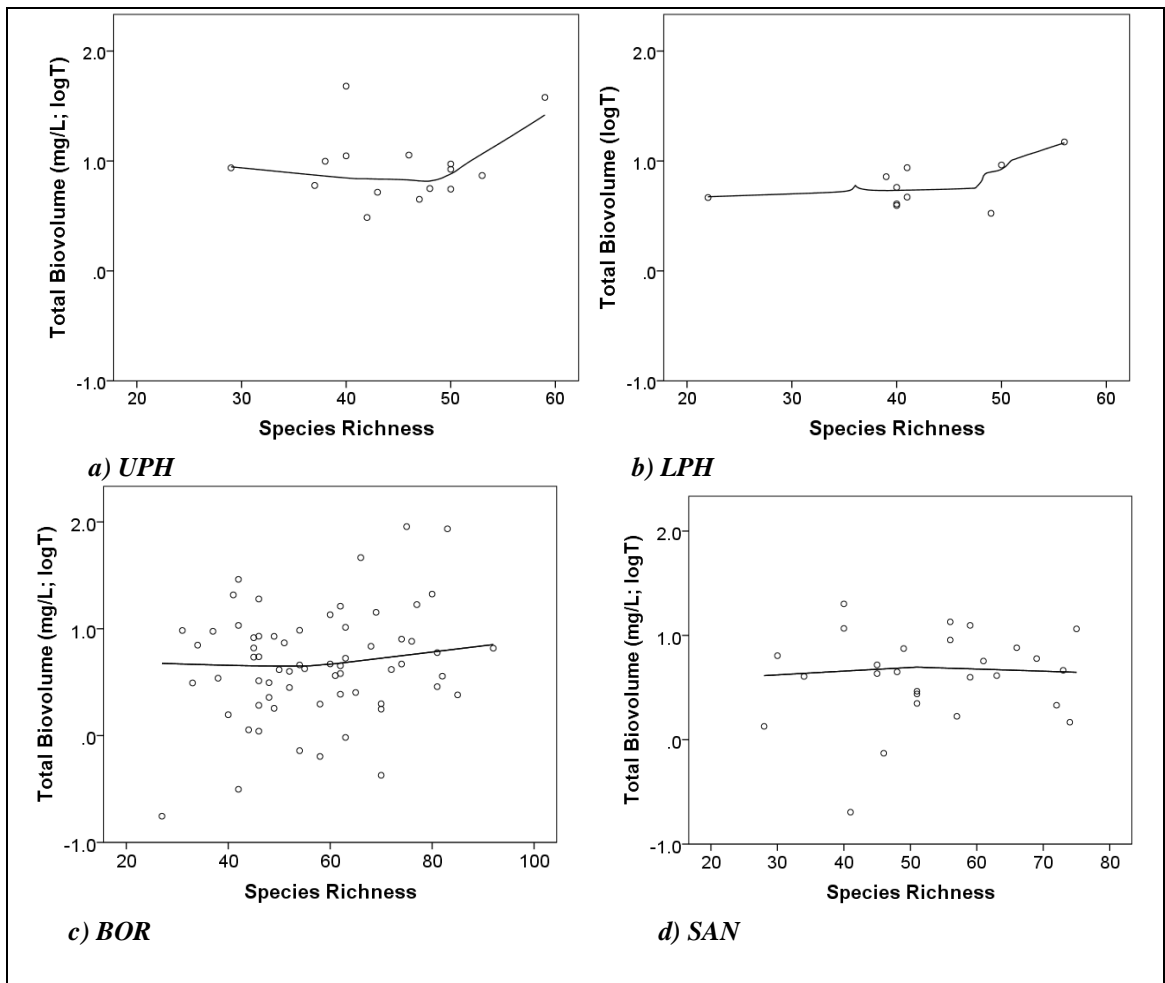 Total Biovolume (mg/L; logT)
2.0
1.0
.0
-1.0
20 30 40 50 60
Species Richness
a) UPH
Total Biovolume (logT)
2.0
1.0
.0
-1.0
20 30 40 50 60
Species Richness
b) LPH
Total Biovolume (mg/L; logT)
2.0
1.0
.0
-1.0
20 40 60 80 100
Species Richness
c) BOR
Total Biovolume (mg/L; logT)
2.0
1.0
.0
-1.0
20 30 40 50 60 70 80
Species Richness
d) SAN